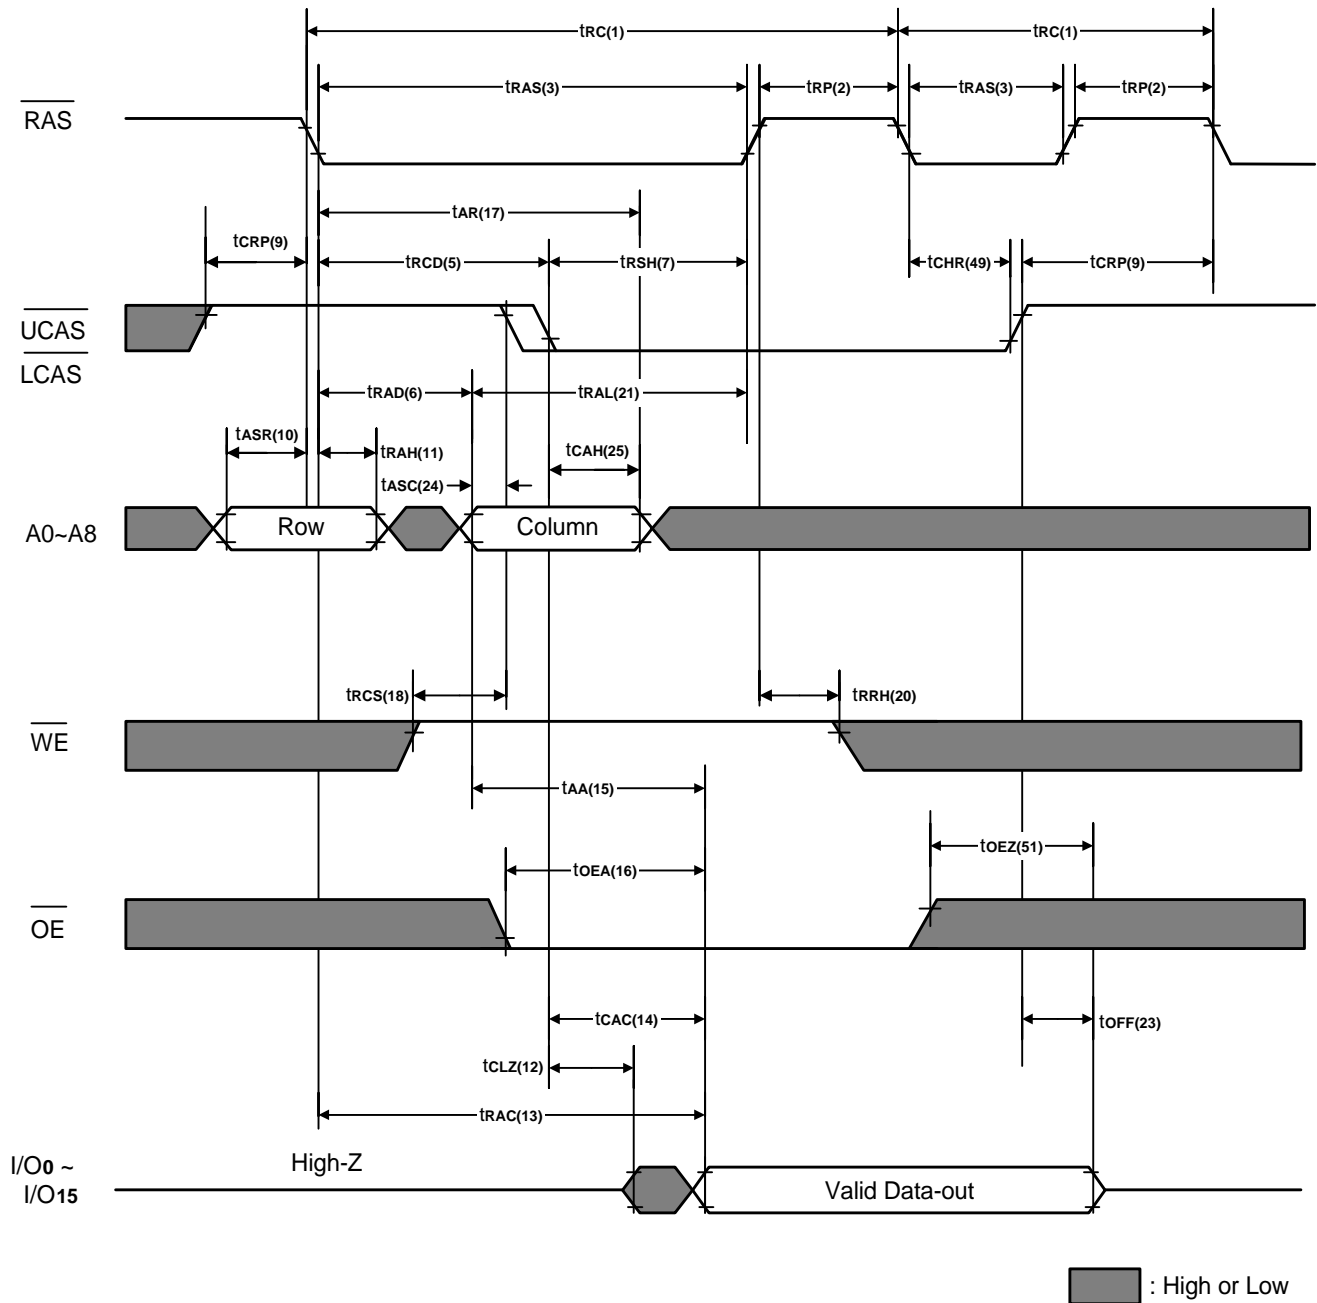 tRC(1) tRC(1)
tRAS(3) tRP(2) tRAS(3) tRP(2)
RAS
tAR(17)
tCRP(9) tRCD(5) tRSH(7) tCHR(49) tCRP(9)
UCAS
LCAS
tRAD(6) tRAL(21)
tASR(10) tRAH(11) tCAH(25)
tASC(24)
A0~A8 Row Column
tRCS(18) tRRH(20)
WE
tAA(15)
tOEZ(51)
tOEA(16)
OE
tCAC(14) tOFF(23)
tCLZ(12)
tRAC(13)
High-Z
I/O0 ~
I/O15 Valid Data-out
: High or Low